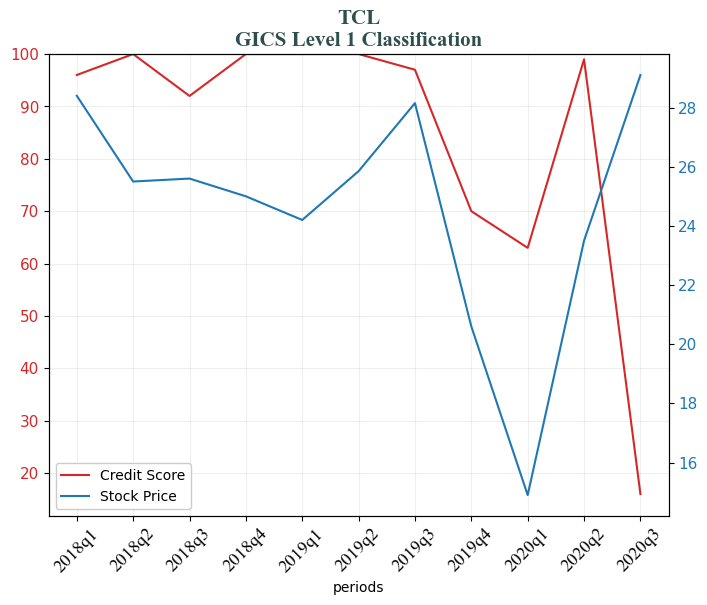 TCL
GICS Level 1 Classification
100
90
80
70
60
50
40
30
20
28
26
24
22
20
18
16
Credit Score
Stock Price
2018q1
2018q2
2018q3
2018q4
2019q1
2019q2
2019q3
2019q4
2020q1
2020q2
2020q3
periods